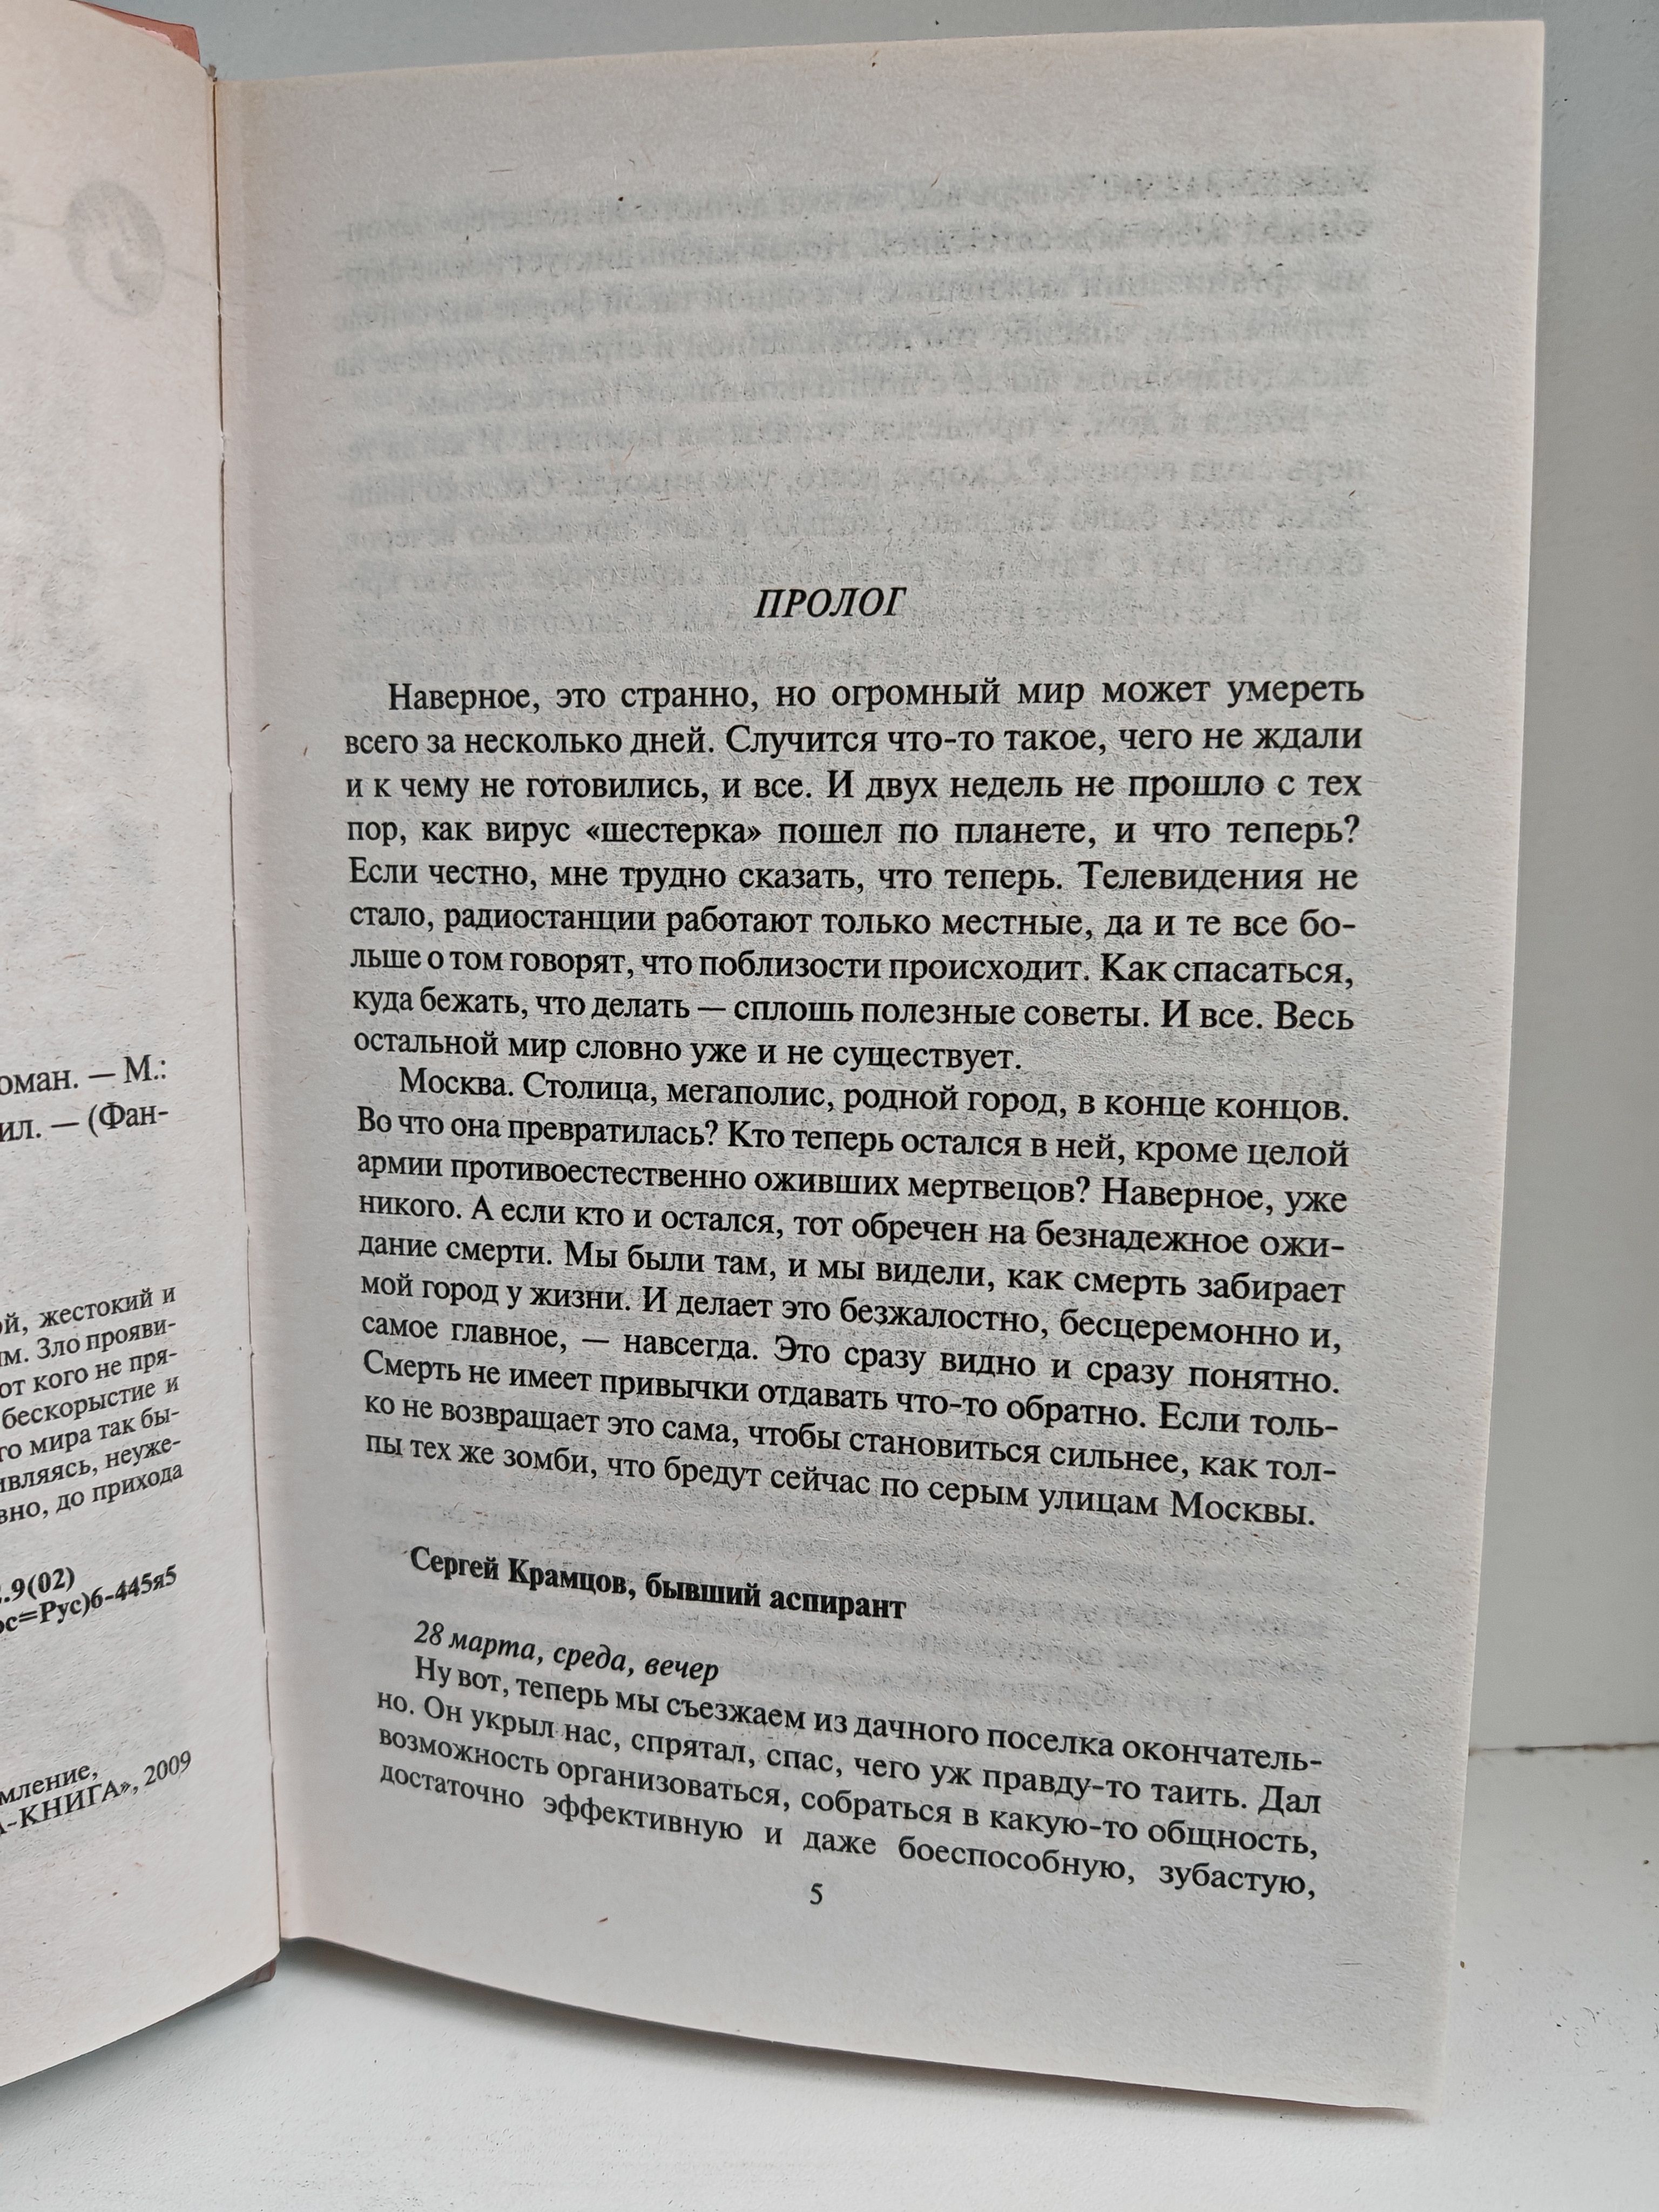 оман. — М.:
ил. — (Фан-
ой, жестокий и
м. Зло прояви-
от кого не пря-
бескорыстие и
го мира так бы-
ивляясь, неуже-
вно, до прихода
.9(02)
ос=Рус)6-445я5
мление,
А-КНИГА», 2009
ПРОЛОГ
Наверное, это странно, но огромный мир может умереть
всего за несколько дней. Случится что-то такое, чего не ждали
и к чему не готовились, и все. И двух недель не прошло с тех
пор, как вирус «шестерка» пошел по планете, и что теперь?
Если честно, мне трудно сказать, что теперь. Телевидения не
стало, радиостанции работают только местные, да и те все бо-
льше о том говорят, что поблизости происходит. Как спасаться,
куда бежать, что делать — сплошь полезные советы. И все. Весь
остальной мир словно уже и не существует.
Москва. Столица, мегаполис, родной город, в конце концов.
Во что она превратилась? Кто теперь остался в ней, кроме целой
армии противоестественно оживших мертвецов? Наверное, уже
никого. А если кто и остался, тот обречен на безнадежное ожи-
дание смерти. Мы были там, и мы видели, как смерть забирает
мой город у жизни. И делает это безжалостно, бесцеремонно и,
самое главное, — навсегда. Это сразу видно и сразу понятно.
Смерть не имеет привычки отдавать что-то обратно. Если толь-
ко не возвращает это сама, чтобы становиться сильнее, как тол-
пы тех же зомби, что бредут сейчас по серым улицам Москвы.
Сергей Крамцов, бывший аспирант
28 марта, среда, вечер
Ну вот, теперь мы съезжаем из дачного поселка окончатель-
но. Он укрыл нас, спрятал, спас, чего уж правду-то таить. Дал
возможность организоваться, собраться в какую-то общность,
достаточно эффективную и даже боеспособную, зубастую,
5